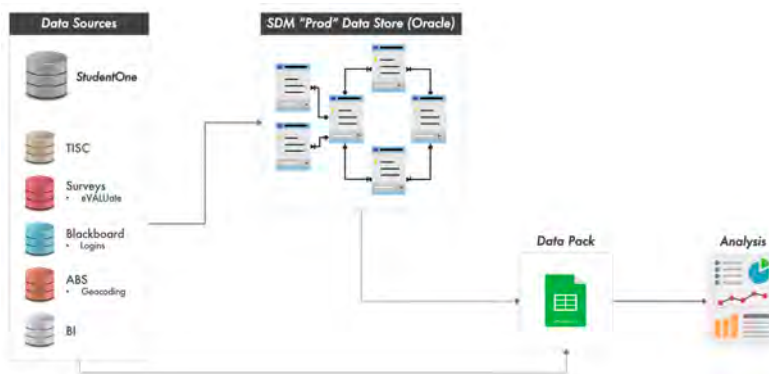 Data Sources
SDM "Prod" Data Store (Oracle)
StudentOne
TISC
Surveys
• eVALUate
Blackboard
• Logins
ABS
• Geocoding
BI
Data Pack
Analysis